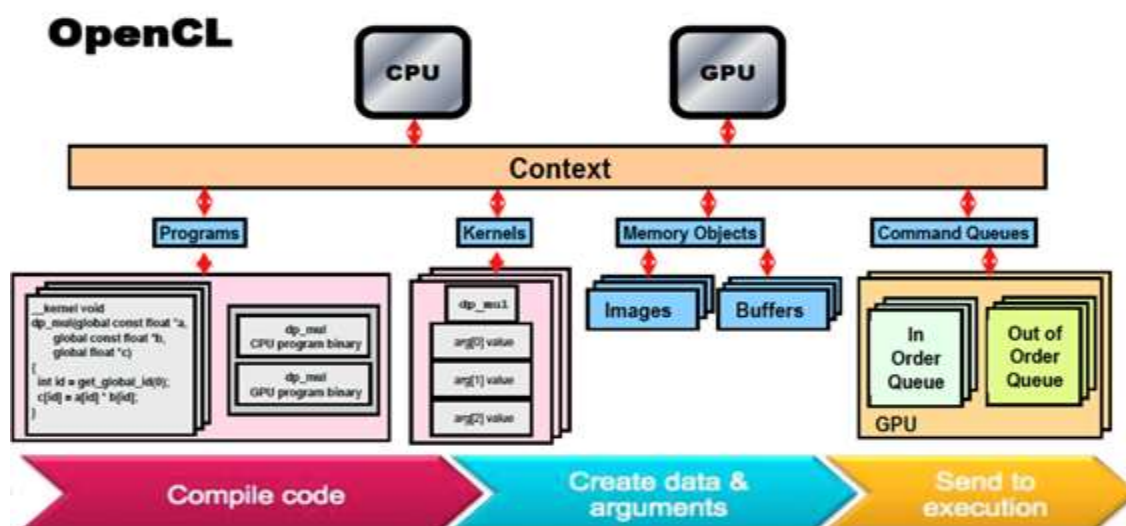 OpenCL
CPU
GPU
Context
Programs
Kernels
Memory Objects
Command Queues
__kernel void
dp_mul(global const float *a,
global const float *b,
global float *c)
{
int id = get_global_id(0);
c[id] = a[id] * b[id];
}
dp_mul
CPU program binary
dp_mul
GPU program binary
dp_mul
arg[0] value
arg[1] value
arg[2] value
Images
Buffers
In
Order
Queue
Out of
Order
Queue
GPU
Compile code
Create data &
arguments
Send to
execution